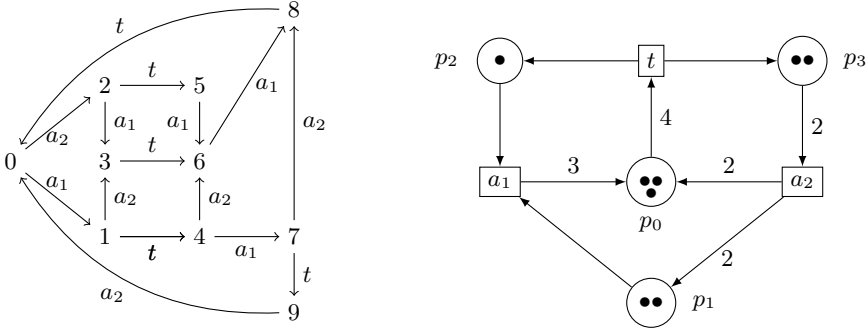 8
t
p₂
t
p₃
2 t 5
a₁ a₁ a₁
4 2
a₂ a₂
0 3 t 6
a₁ 3 2 a₂
a₁ a₂ a₂ p₀
1 t 4 a₁ 7
2
t
a₂ 9
p₁